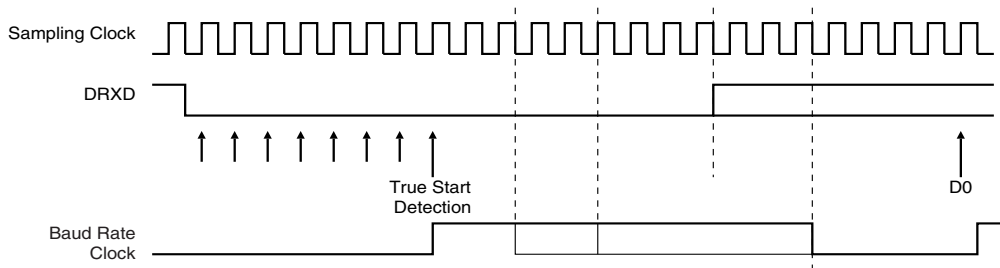 Sampling Clock
DRXD
True Start
Detection
D0
Baud Rate
Clock